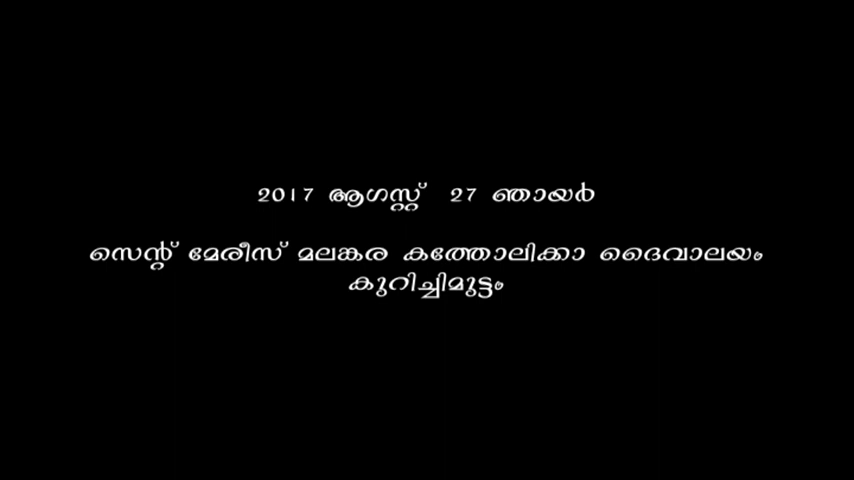 2017 ആഗസ്റ്റ് 27 ഞായർ
സെന്റ് മേരീസ് മലങ്കര കത്തോലിക്കാ ദൈവാലയം
കുറിച്ചിമുട്ടം